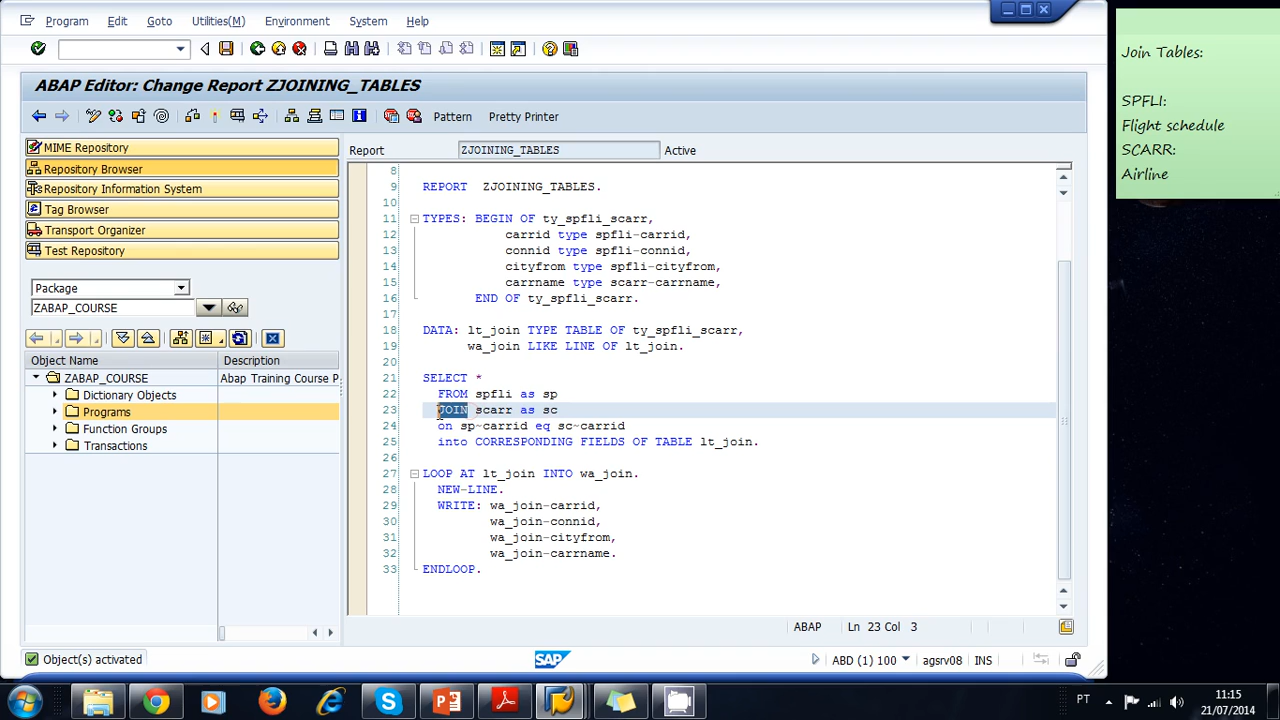 Program Edit Goto Utilities(M) Environment System Help
ABAP Editor: Change Report ZJOINING_TABLES
Pattern Pretty Printer
MIME Repository
Repository Browser
Repository Information System
Tag Browser
Transport Organizer
Test Repository
Package
ZABAP_COURSE
Object Name Description
ZABAP_COURSE Abap Training Course P
Dictionary Objects
Programs
Function Groups
Transactions
Report ZJOINING_TABLES Active
8
9 REPORT ZJOINING_TABLES.
10
11 TYPES: BEGIN OF ty_spfli_scarr,
12 carrid type spfli-carrid,
13 connid type spfli-connid,
14 cityfrom type spfli-cityfrom,
15 carrname type scarr-carrname,
16 END OF ty_spfli_scarr.
17
18 DATA: lt_join TYPE TABLE OF ty_spfli_scarr,
19 wa_join LIKE LINE OF lt_join.
20
21 SELECT *
22 FROM spfli as sp
23 JOIN scarr as sc
24 on sp~carrid eq sc~carrid
25 into CORRESPONDING FIELDS OF TABLE lt_join.
26
27 LOOP AT lt_join INTO wa_join.
28 NEW-LINE.
29 WRITE: wa_join-carrid,
30 wa_join-connid,
31 wa_join-cityfrom,
32 wa_join-carrname.
33 ENDLOOP.
ABAP Ln 23 Col 3
Object(s) activated
SAP
ABD (1) 100 agsrv08 INS
Join Tables:
SPFLI:
Flight schedule
SCARR:
Airline
PT
11:15
21/07/2014